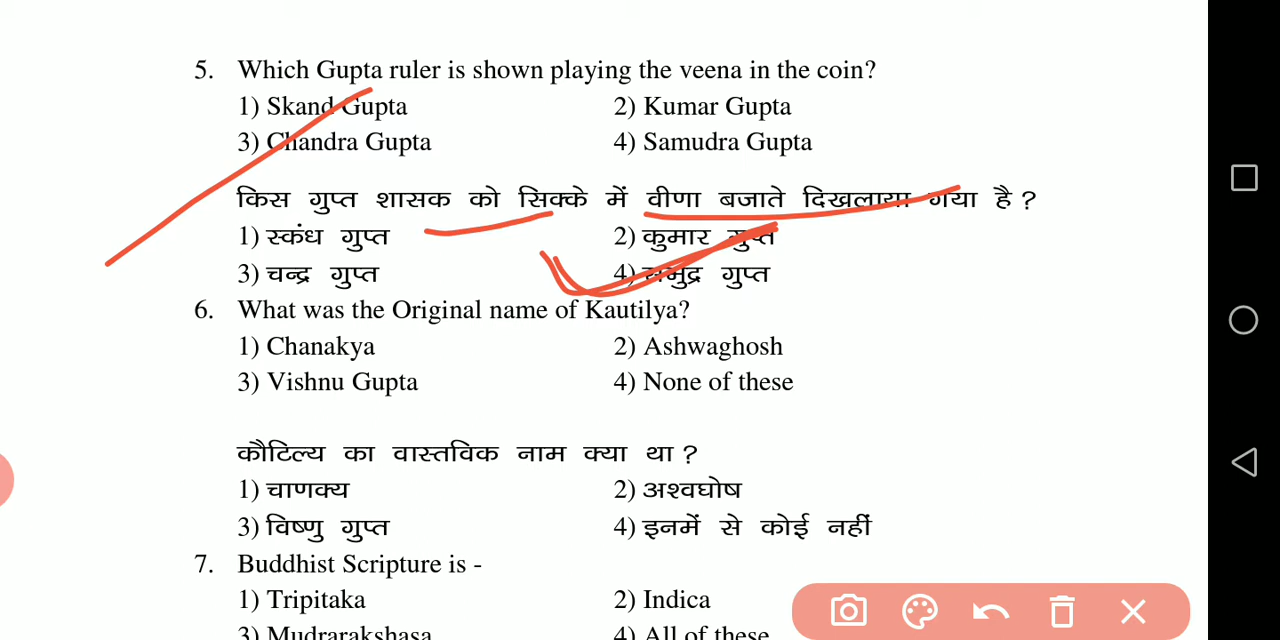 5. Which Gupta ruler is shown playing the veena in the coin?
1) Skand Gupta 2) Kumar Gupta
3) Chandra Gupta 4) Samudra Gupta
किस गुप्त शासक को सिक्के में वीणा बजाते दिखलाया गया है ?
1) स्कंध गुप्त 2) कुमार गुप्त
3) चन्द्र गुप्त 4) समुद्र गुप्त
6. What was the Original name of Kautilya?
1) Chanakya 2) Ashwaghosh
3) Vishnu Gupta 4) None of these
कौटिल्य का वास्तविक नाम क्या था ?
1) चाणक्य 2) अश्वघोष
3) विष्णु गुप्त 4) इनमें से कोई नहीं
7. Buddhist Scripture is -
1) Tripitaka 2) Indica
3) Mudrarakshasa 4) All of these